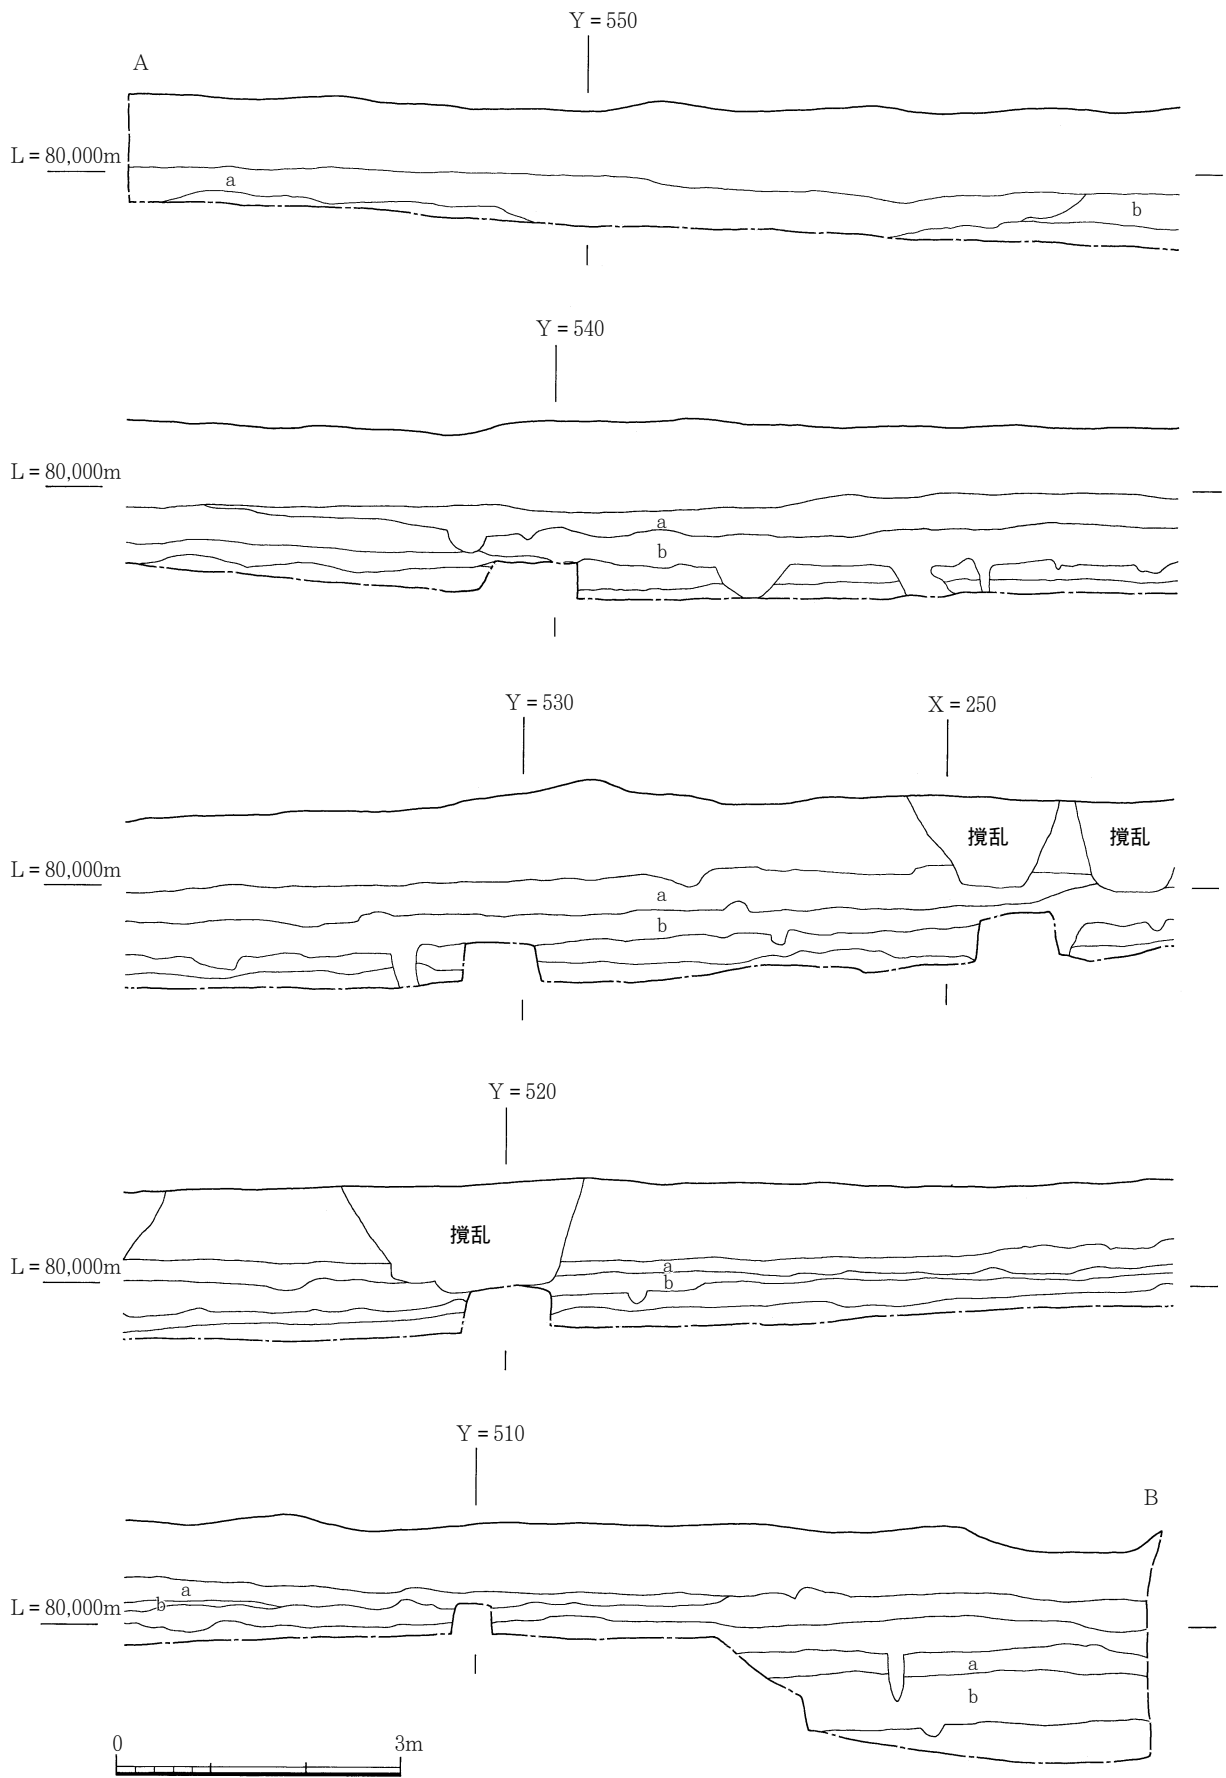 Y = 550
A
L = 80,000m
a
b
Y = 540
L = 80,000m
a
b
Y = 530
X = 250
撹乱
撹乱
L = 80,000m
a
b
Y = 520
撹乱
L = 80,000m
a
b
Y = 510
B
a
b
L = 80,000m
a
b
0
3m